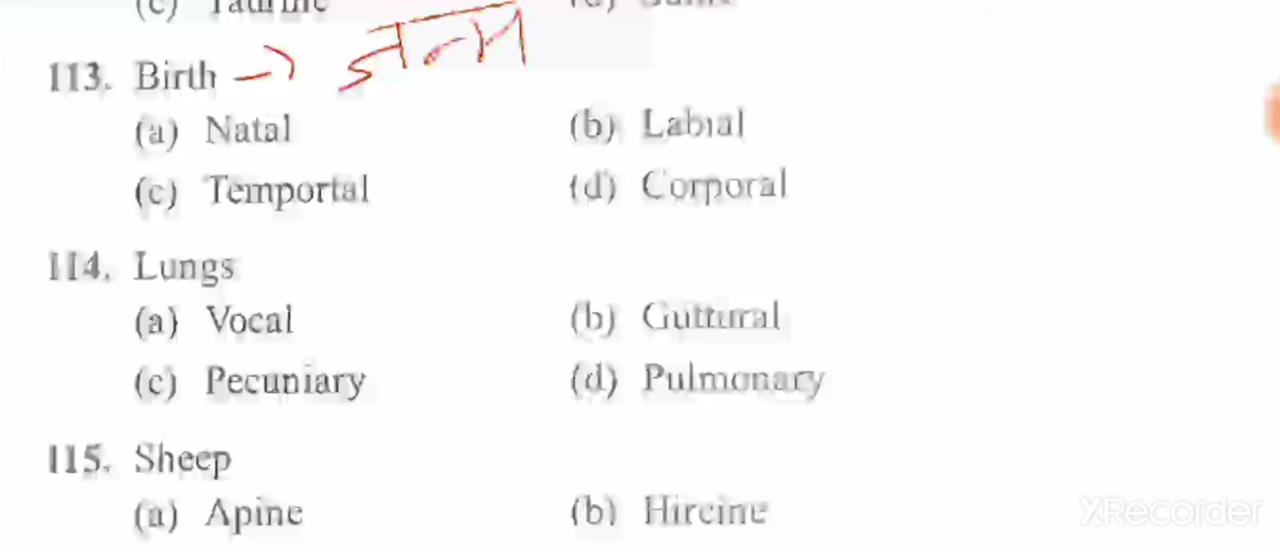 113. Birth → जन्म
(a) Natal (b) Labial
(c) Temportal (d) Corporal
114. Lungs
(a) Vocal (b) Guttural
(c) Pecuniary (d) Pulmonary
115. Sheep
(a) Apine (b) Hircine
XRecorder